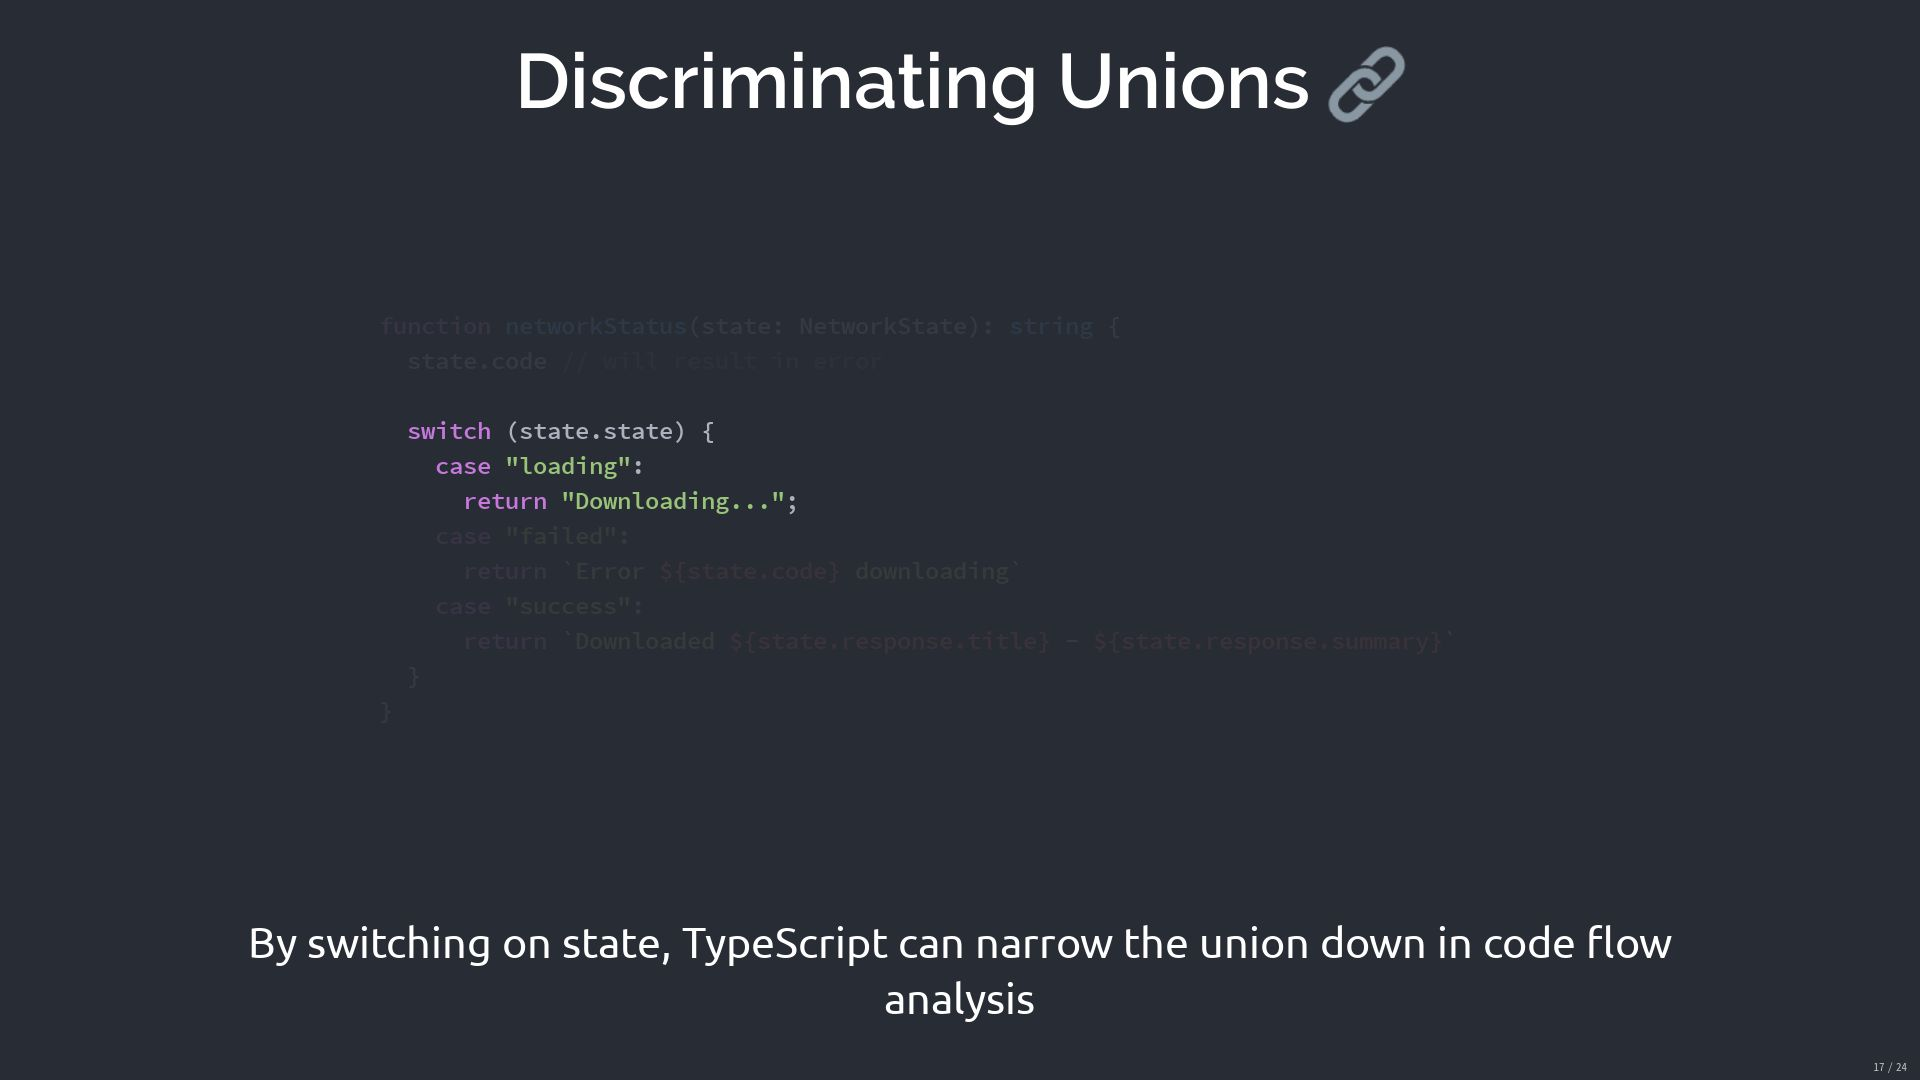 Discriminating Unions 🔗
function networkStatus(state: NetworkState): string {
  state.code // will result in error
  switch (state.state) {
    case "loading":
      return "Downloading...";
    case "failed":
      return `Error ${state.code} downloading`
    case "success":
      return `Downloaded ${state.response.title} - ${state.response.summary}`
  }
}
By switching on state, TypeScript can narrow the union down in code flow
analysis
17 / 24